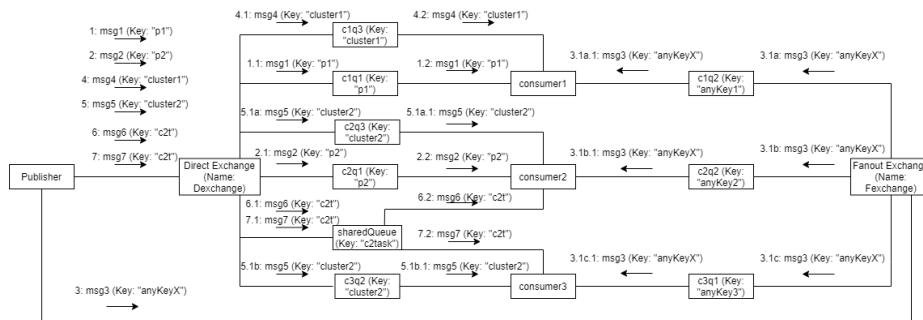 4.1: msg4 (Key: "cluster1")
4.2: msg4 (Key: "cluster1")
1: msg1 (Key: "p1")
c1q3 (Key:
"cluster1")
2: msg2 (Key: "p2")
1.1: msg1 (Key: "p1")
1.2: msg1 (Key: "p1")
3.1a.1: msg3 (Key: "anyKeyX")
3.1a: msg3 (Key: "anyKeyX")
4: msg4 (Key: "cluster1")
c1q1 (Key:
"p1")
consumer1
c1q2 (Key:
"anyKey1")
5: msg5 (Key: "cluster2")
5.1a: msg5 (Key: "cluster2")
5.1a.1: msg5 (Key: "cluster2")
c2q3 (Key:
"cluster2")
6: msg6 (Key: "c2t")
7: msg7 (Key: "c2t")
2.1: msg2 (Key: "p2")
2.2: msg2 (Key: "p2")
3.1b.1: msg3 (Key: "anyKeyX")
3.1b: msg3 (Key: "anyKeyX")
Publisher
Direct Exchange
(Name:
Dexchange)
c2q1 (Key:
"p2")
consumer2
c2q2 (Key:
"anyKey2")
Fanout Exchange
(Name:
Fexchange)
6.1: msg6 (Key: "c2t")
6.2: msg6 (Key: "c2t")
7.1: msg7 (Key: "c2t")
sharedQueue
(Key: "c2task")
7.2: msg7 (Key: "c2t")
5.1b: msg5 (Key: "cluster2")
5.1b.1: msg5 (Key: "cluster2")
3.1c.1: msg3 (Key: "anyKeyX")
3.1c: msg3 (Key: "anyKeyX")
c3q2 (Key:
"cluster2")
consumer3
c3q1 (Key:
"anyKey3")
3: msg3 (Key: "anyKeyX")